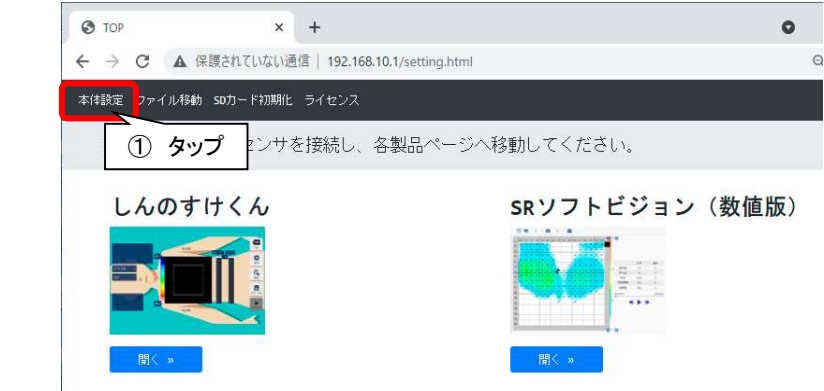 TOP
保護されていない通信 | 192.168.10.1/setting.html
本体設定 ファイル移動 SDカード初期化 ライセンス
① タップ
ンサを接続し、各製品ページへ移動してください。
しんのすけくん
SRソフトビジョン（数値版）
開く »
開く »